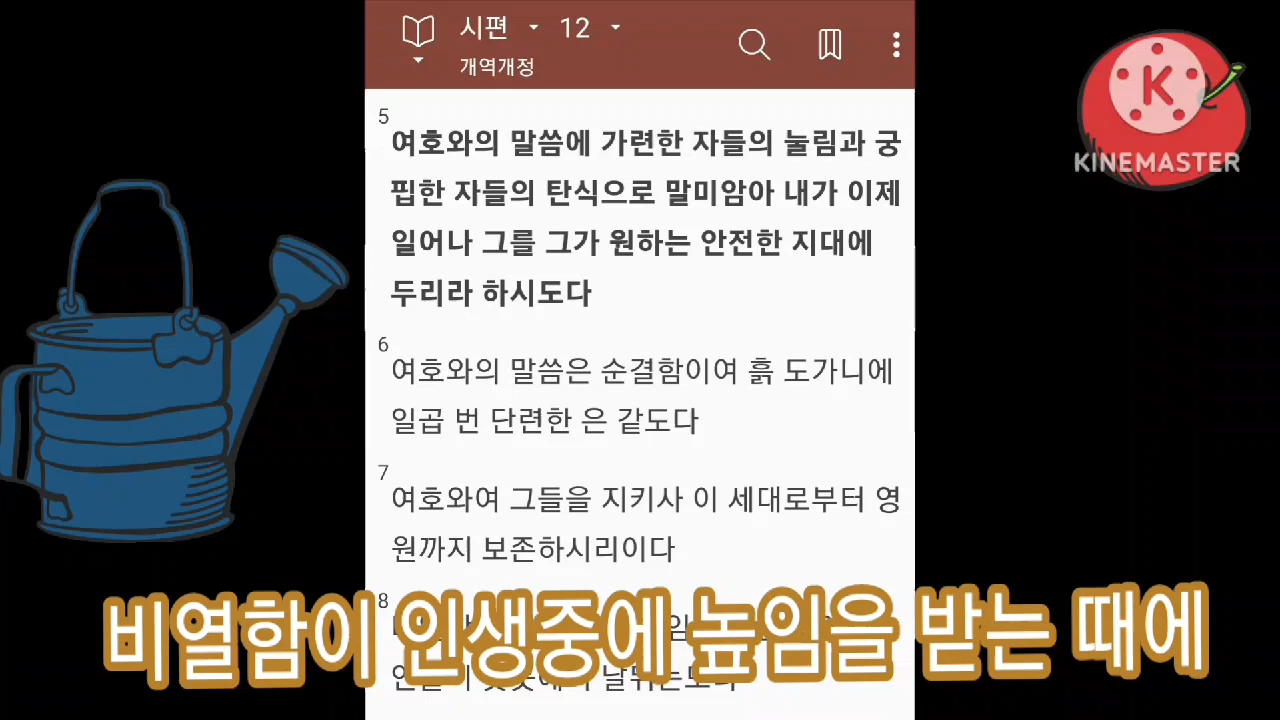 시편 12
개역개정
K
KINEMASTER
5
여호와의 말씀에 가련한 자들의 눌림과 궁
핍한 자들의 탄식으로 말미암아 내가 이제
일어나 그를 그가 원하는 안전한 지대에
두리라 하시도다
6
여호와의 말씀은 순결함이여 흙 도가니에
일곱 번 단련한 은 같도다
7
여호와여 그들을 지키사 이 세대로부터 영
원까지 보존하시리이다
8
비열함이 인생중에 높임을 받는 때에